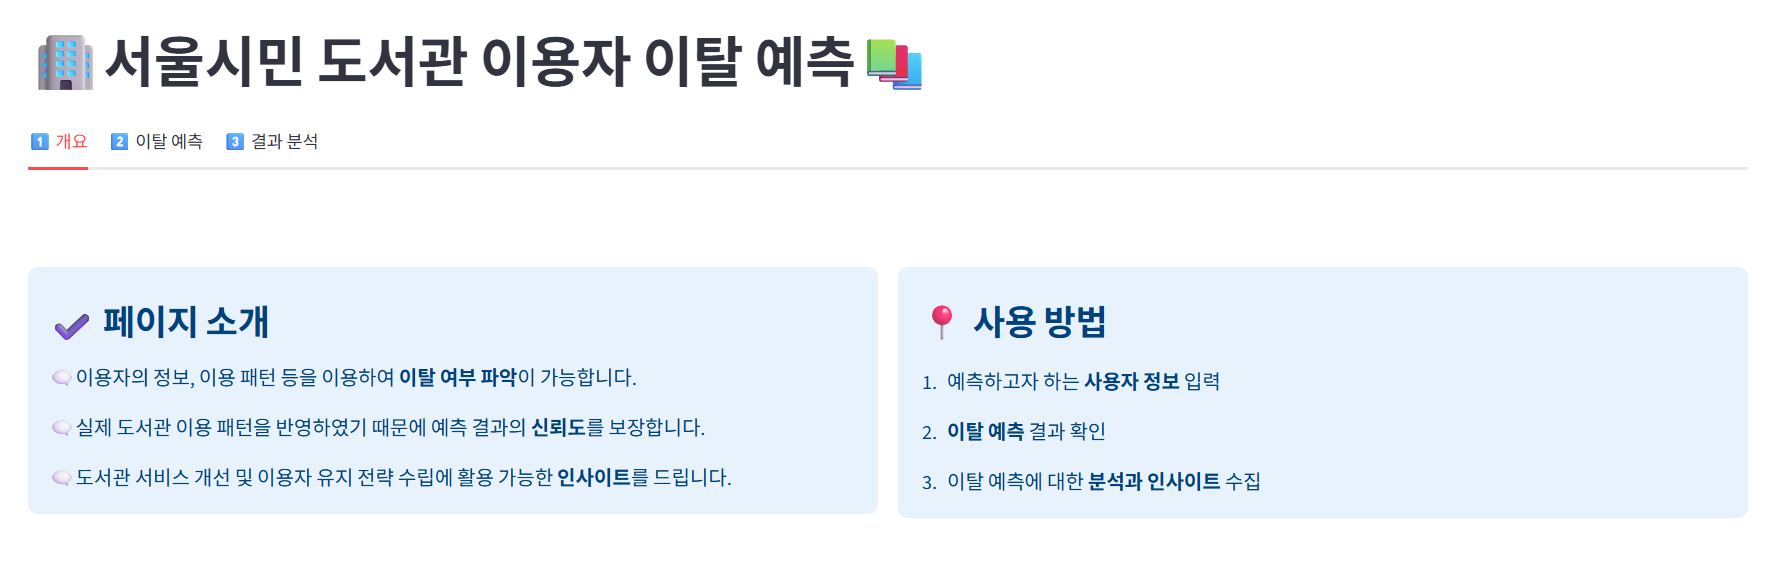 서울시민 도서관 이용자 이탈 예측
1 개요 2 이탈 예측 3 결과 분석
페이지 소개
이용자의 정보, 이용 패턴 등을 이용하여 이탈 여부 파악이 가능합니다.
실제 도서관 이용 패턴을 반영하였기 때문에 예측 결과의 신뢰도를 보장합니다.
도서관 서비스 개선 및 이용자 유지 전략 수립에 활용 가능한 인사이트를 드립니다.
사용 방법
1. 예측하고자 하는 사용자 정보 입력
2. 이탈 예측 결과 확인
3. 이탈 예측에 대한 분석과 인사이트 수집